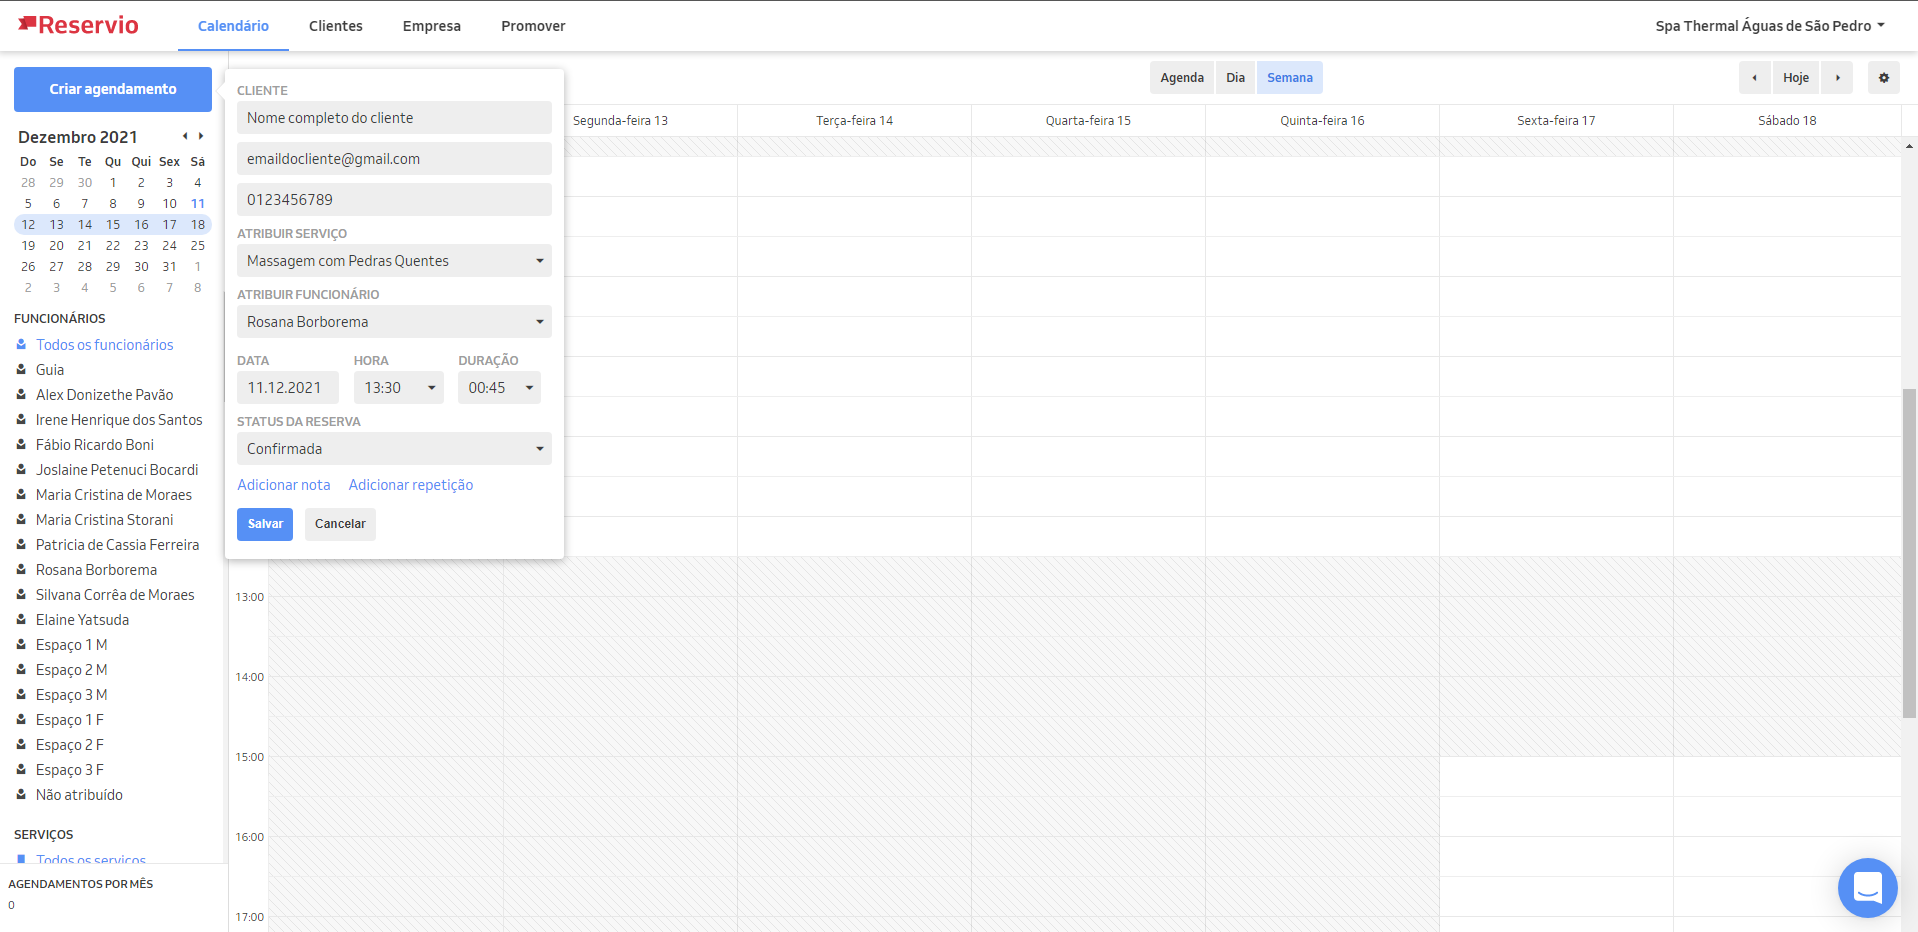 Reservio
Calendário Clientes Empresa Promover
Spa Thermal Águas de São Pedro
Criar agendamento
Dezembro 2021
Do Se Te Qu Qui Sex Sá
28 29 30 1 2 3 4
5 6 7 8 9 10 11
12 13 14 15 16 17 18
19 20 21 22 23 24 25
26 27 28 29 30 31 1
2 3 4 5 6 7 8
FUNCIONÁRIOS
Todos os funcionários
Guia
Alex Donizethe Pavão
Irene Henrique dos Santos
Fábio Ricardo Boni
Joslaine Petenuci Bocardi
Maria Cristina de Moraes
Maria Cristina Storani
Patricia de Cassia Ferreira
Rosana Borborema
Silvana Corrêa de Moraes
Elaine Yatsuda
Espaço 1 M
Espaço 2 M
Espaço 3 M
Espaço 1 F
Espaço 2 F
Espaço 3 F
Não atribuído
SERVIÇOS
Todos os serviços
AGENDAMENTOS POR MÊS
0
CLIENTE
Nome completo do cliente
emaildocliente@gmail.com
0123456789
ATRIBUIR SERVIÇO
Massagem com Pedras Quentes
ATRIBUIR FUNCIONÁRIO
Rosana Borborema
DATA HORA DURAÇÃO
11.12.2021 13:30 00:45
STATUS DA RESERVA
Confirmada
Adicionar nota Adicionar repetição
Salvar Cancelar
Agenda Dia Semana
Hoje
Segunda-feira 13 Terça-feira 14 Quarta-feira 15 Quinta-feira 16 Sexta-feira 17 Sábado 18
13:00
14:00
15:00
16:00
17:00